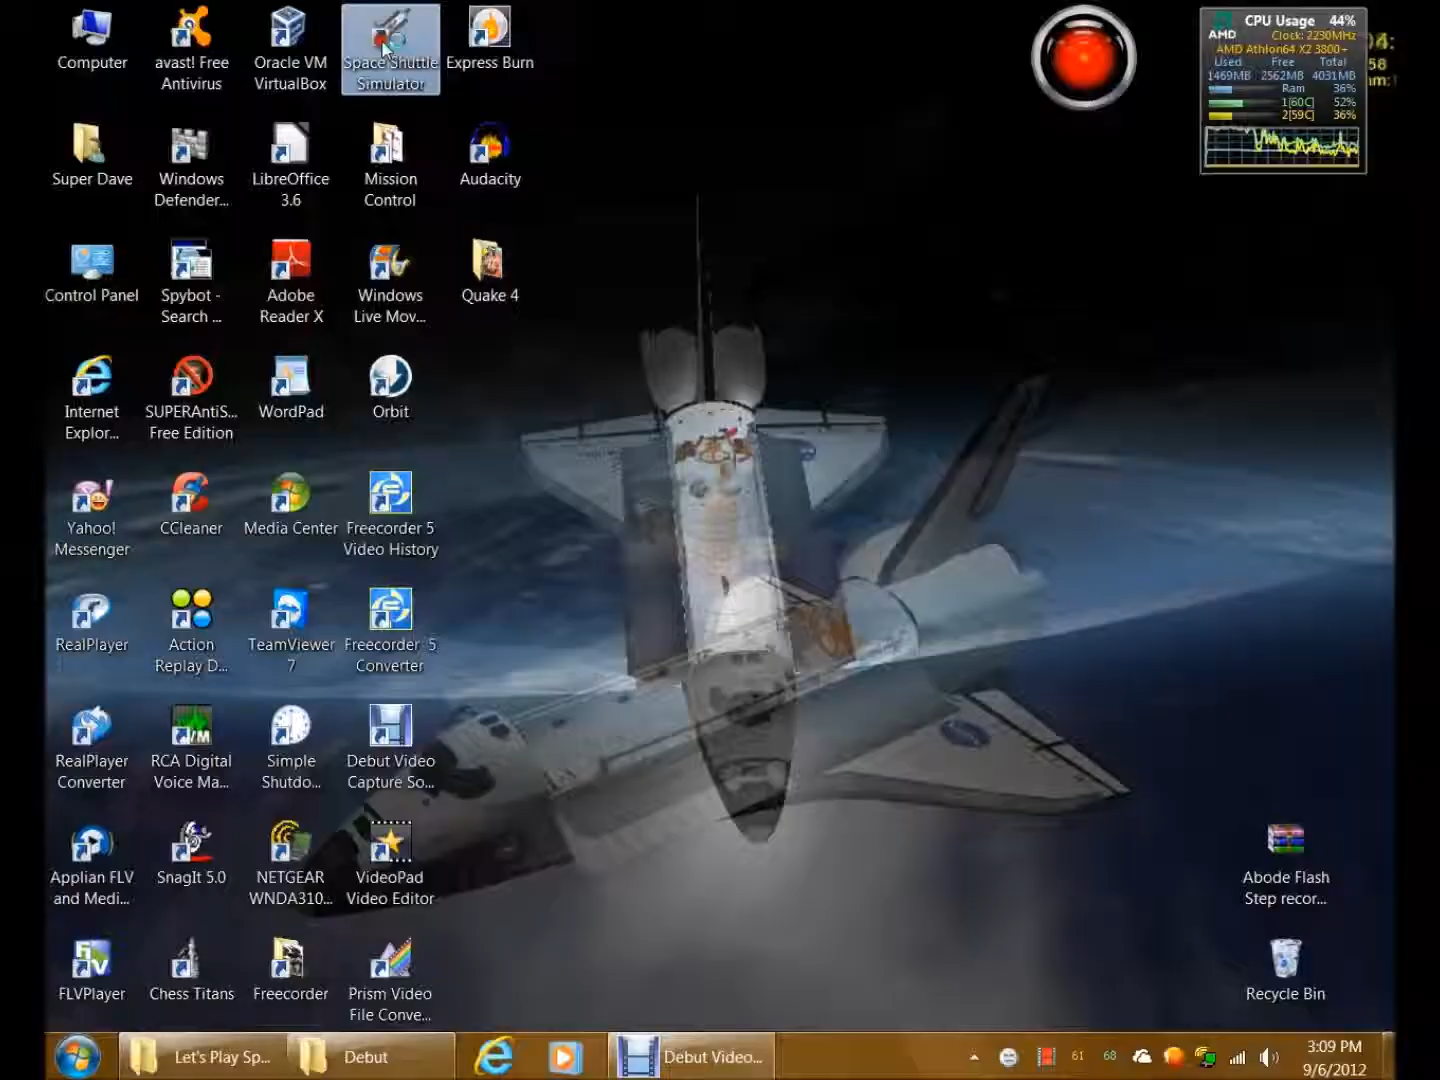 Computer
avast! Free
Antivirus
Oracle VM
VirtualBox
Space Shuttle
Simulator
Express Burn
Super Dave
Windows
Defender...
LibreOffice
3.6
Mission
Control
Audacity
Control Panel
Spybot -
Search ...
Adobe
Reader X
Windows
Live Mov...
Quake 4
Internet
Explor...
SUPERAntiS...
Free Edition
WordPad
Orbit
Yahoo!
Messenger
CCleaner
Media Center
Freecorder 5
Video History
RealPlayer
Action
Replay D...
TeamViewer
7
Freecorder 5
Converter
RealPlayer
Converter
RCA Digital
Voice Ma...
Simple
Shutdo...
Debut Video
Capture So...
Applian FLV
and Medi...
SnagIt 5.0
NETGEAR
WNDA310...
VideoPad
Video Editor
FLVPlayer
Chess Titans
Freecorder
Prism Video
File Conve...
AMD
CPU Usage 44%
Clock: 2230MHz
AMD Athlon64 X2 3800+
Used Free Total
1469MB 2562MB 4031MB
Ram 36%
1[60C] 52%
2[59C] 36%
04:
58
Abode Flash
Step recor...
Recycle Bin
Let's Play Sp...
Debut
Debut Video...
61
68
3:09 PM
9/6/2012